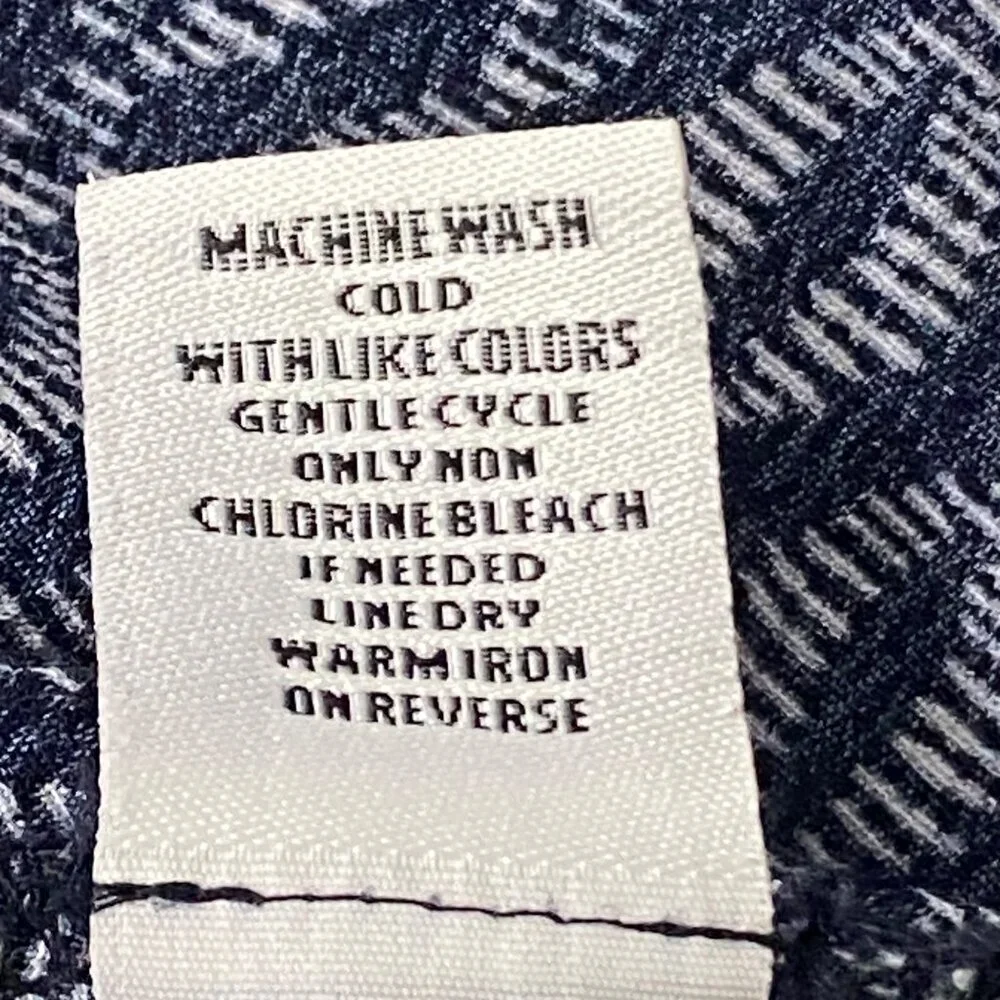 MACHINE WASH
COLD
WITH LIKE COLORS
GENTLE CYCLE
ONLY NON
CHLORINE BLEACH
IF NEEDED
LINE DRY
WARM IRON
ON REVERSE